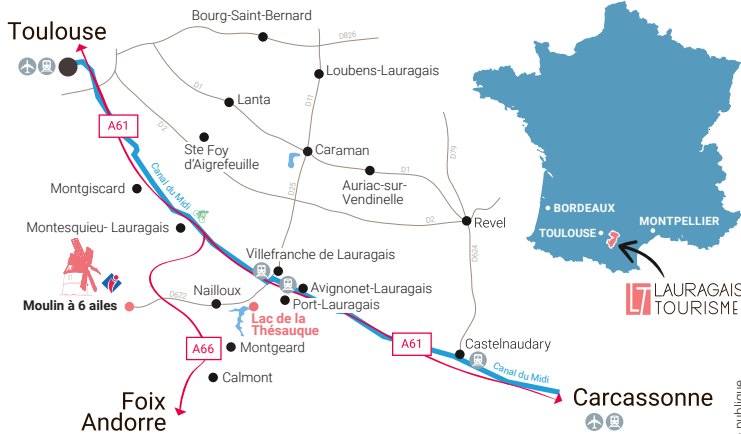 Bourg-Saint-Bernard
Toulouse
D826
Loubens-Lauragais
D1
Lanta
D11
A61
D2
Ste Foy
d'Aigrefeuille
Caraman
D79
Canal du Midi
D1
Auriac-sur-
Vendinelle
Montgiscard
D25
D2
Revel
Montesquieu- Lauragais
D624
Villefranche de Lauragais
Moulin à 6 ailes
D622
Nailloux
Avignonet-Lauragais
Port-Lauragais
Lac de la
Thésauque
A66
Montgeard
A61
Castelnaudary
Calmont
Canal du Midi
Foix
Andorre
Carcassonne
BORDEAUX
TOULOUSE
MONTPELLIER
LT
LAURAGAIS
TOURISME
publique